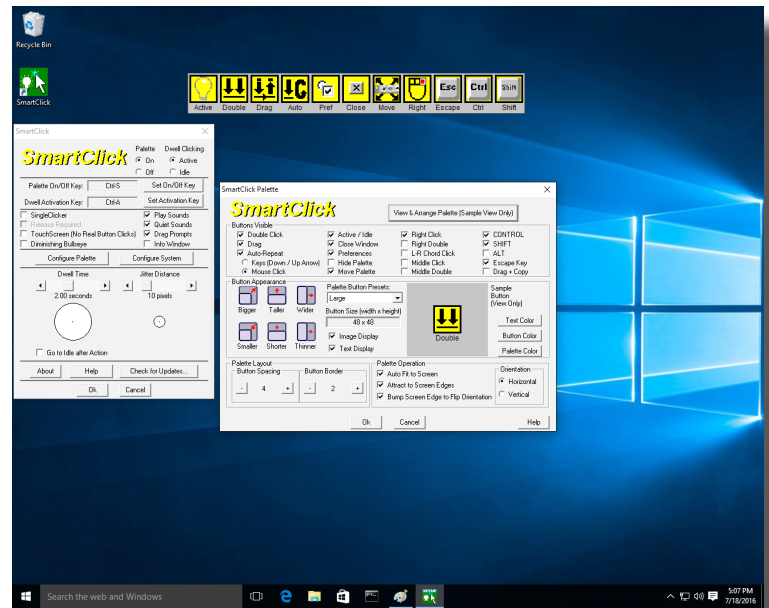 Recycle Bin
SmartClick
Esc Ctrl Shift
Active Double Drag Auto Pref Close Move Right Escape Ctrl Shift
SmartClick
SmartClick
Palette Dwell Clicking
On Active
Off Idle
Palette On/Off Key: Ctrl-S Set On/Off Key
Dwell Activation Key: Ctrl-A Set Activation Key
SingleClicker Play Sounds
Release Required Quiet Sounds
TouchScreen (No Real Button Clicks) Drag Prompts
Diminishing Bullseye Info Window
Configure Palette Configure System
Dwell Time Jitter Distance
2.00 seconds 10 pixels
Go to Idle after Action
About Help Check for Updates...
Ok Cancel
SmartClick Palette
SmartClick
View & Arrange Palette (Sample View Only)
Buttons Visible
Double Click Active / Idle Right Click CONTROL
Drag Close Window Right Double SHIFT
Auto-Repeat Preferences L-R Chord Click ALT
Keys (Down / Up Arrow) Hide Palette Middle Click Escape Key
Mouse Click Move Palette Middle Double Drag + Copy
Button Appearance
Bigger Taller Wider
Smaller Shorter Thinner
Palette Button Presets:
Large
Button Size (width x height)
48 x 48
Image Display
Text Display
Double
Sample
Button
(View Only)
Text Color
Button Color
Palette Color
Palette Layout
Button Spacing Button Border
- 4 + - 2 +
Palette Operation
Auto Fit to Screen
Attract to Screen Edges
Bump Screen Edge to Flip Orientation
Orientation
Horizontal
Vertical
Ok Cancel Help
Search the web and Windows
5:07 PM
7/18/2016